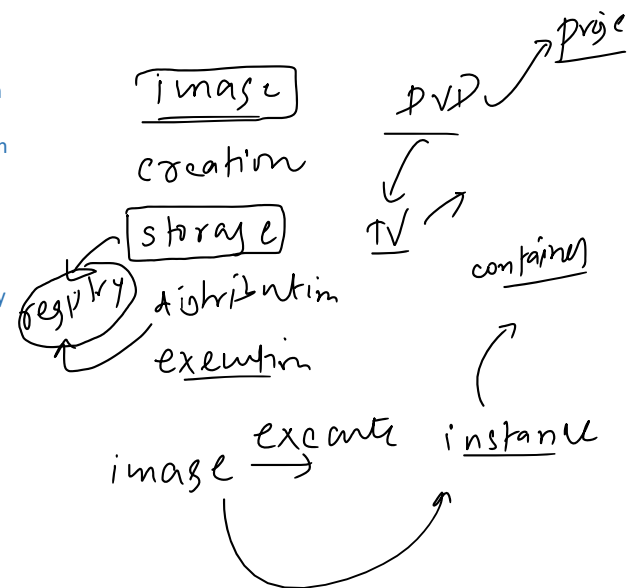 image
creation
storage
registry
distribution
execution
DVD
proje
TV
container
image execute instance